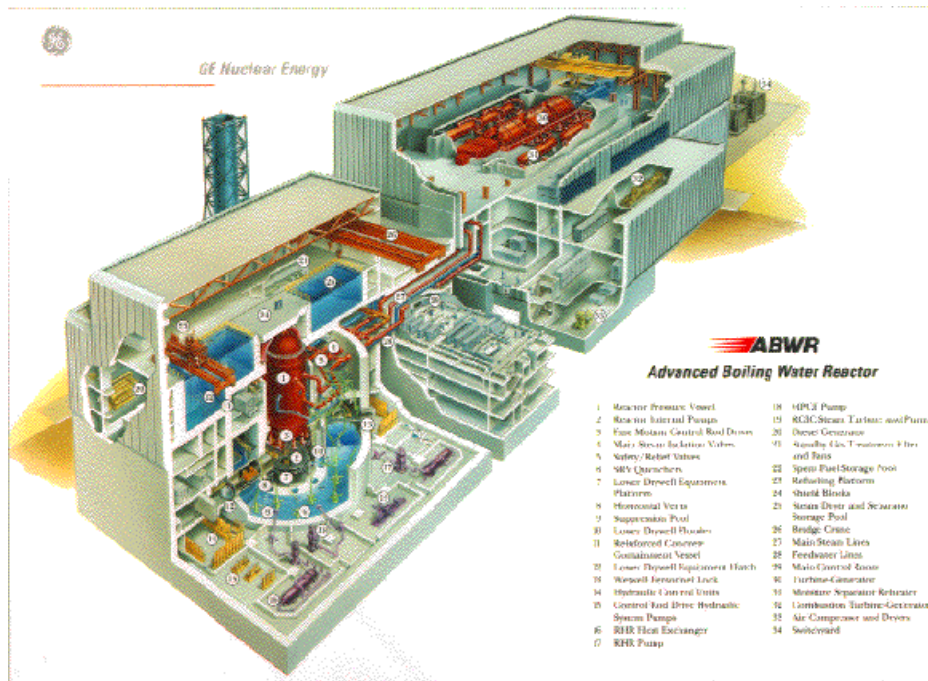 GE Nuclear Energy
ABWR
Advanced Boiling Water Reactor
1 Reactor Pressure Vessel
2 Reactor Internal Pumps
3 Fine Motion Control Rod Drives
4 Main Steam Isolation Valves
5 Safety/Relief Valves
6 SRV Quenchers
7 Lower Drywell Equipment
Platform
8 Horizontal Vents
9 Suppression Pool
10 Lower Drywell Flooder
11 Reinforced Concrete
Containment Vessel
12 Lower Drywell Equipment Hatch
13 Wetwell Personnel Lock
14 Hydraulic Control Units
15 Control Rod Drive Hydraulic
System Pumps
16 RHR Heat Exchanger
17 RHR Pump
18 HPCF Pump
19 RCIC Steam Turbine and Pump
20 Diesel Generator
21 Standby Gas Treatment Filter
and Fans
22 Spent Fuel Storage Pool
23 Refueling Platform
24 Shield Blocks
25 Steam Dryer and Separator
Storage Pool
26 Bridge Crane
27 Main Steam Lines
28 Feedwater Lines
29 Main Control Room
30 Turbine-Generator
31 Moisture Separator Reheater
32 Combustion Turbine-Generator
33 Air Compressor and Dryers
34 Switchyard